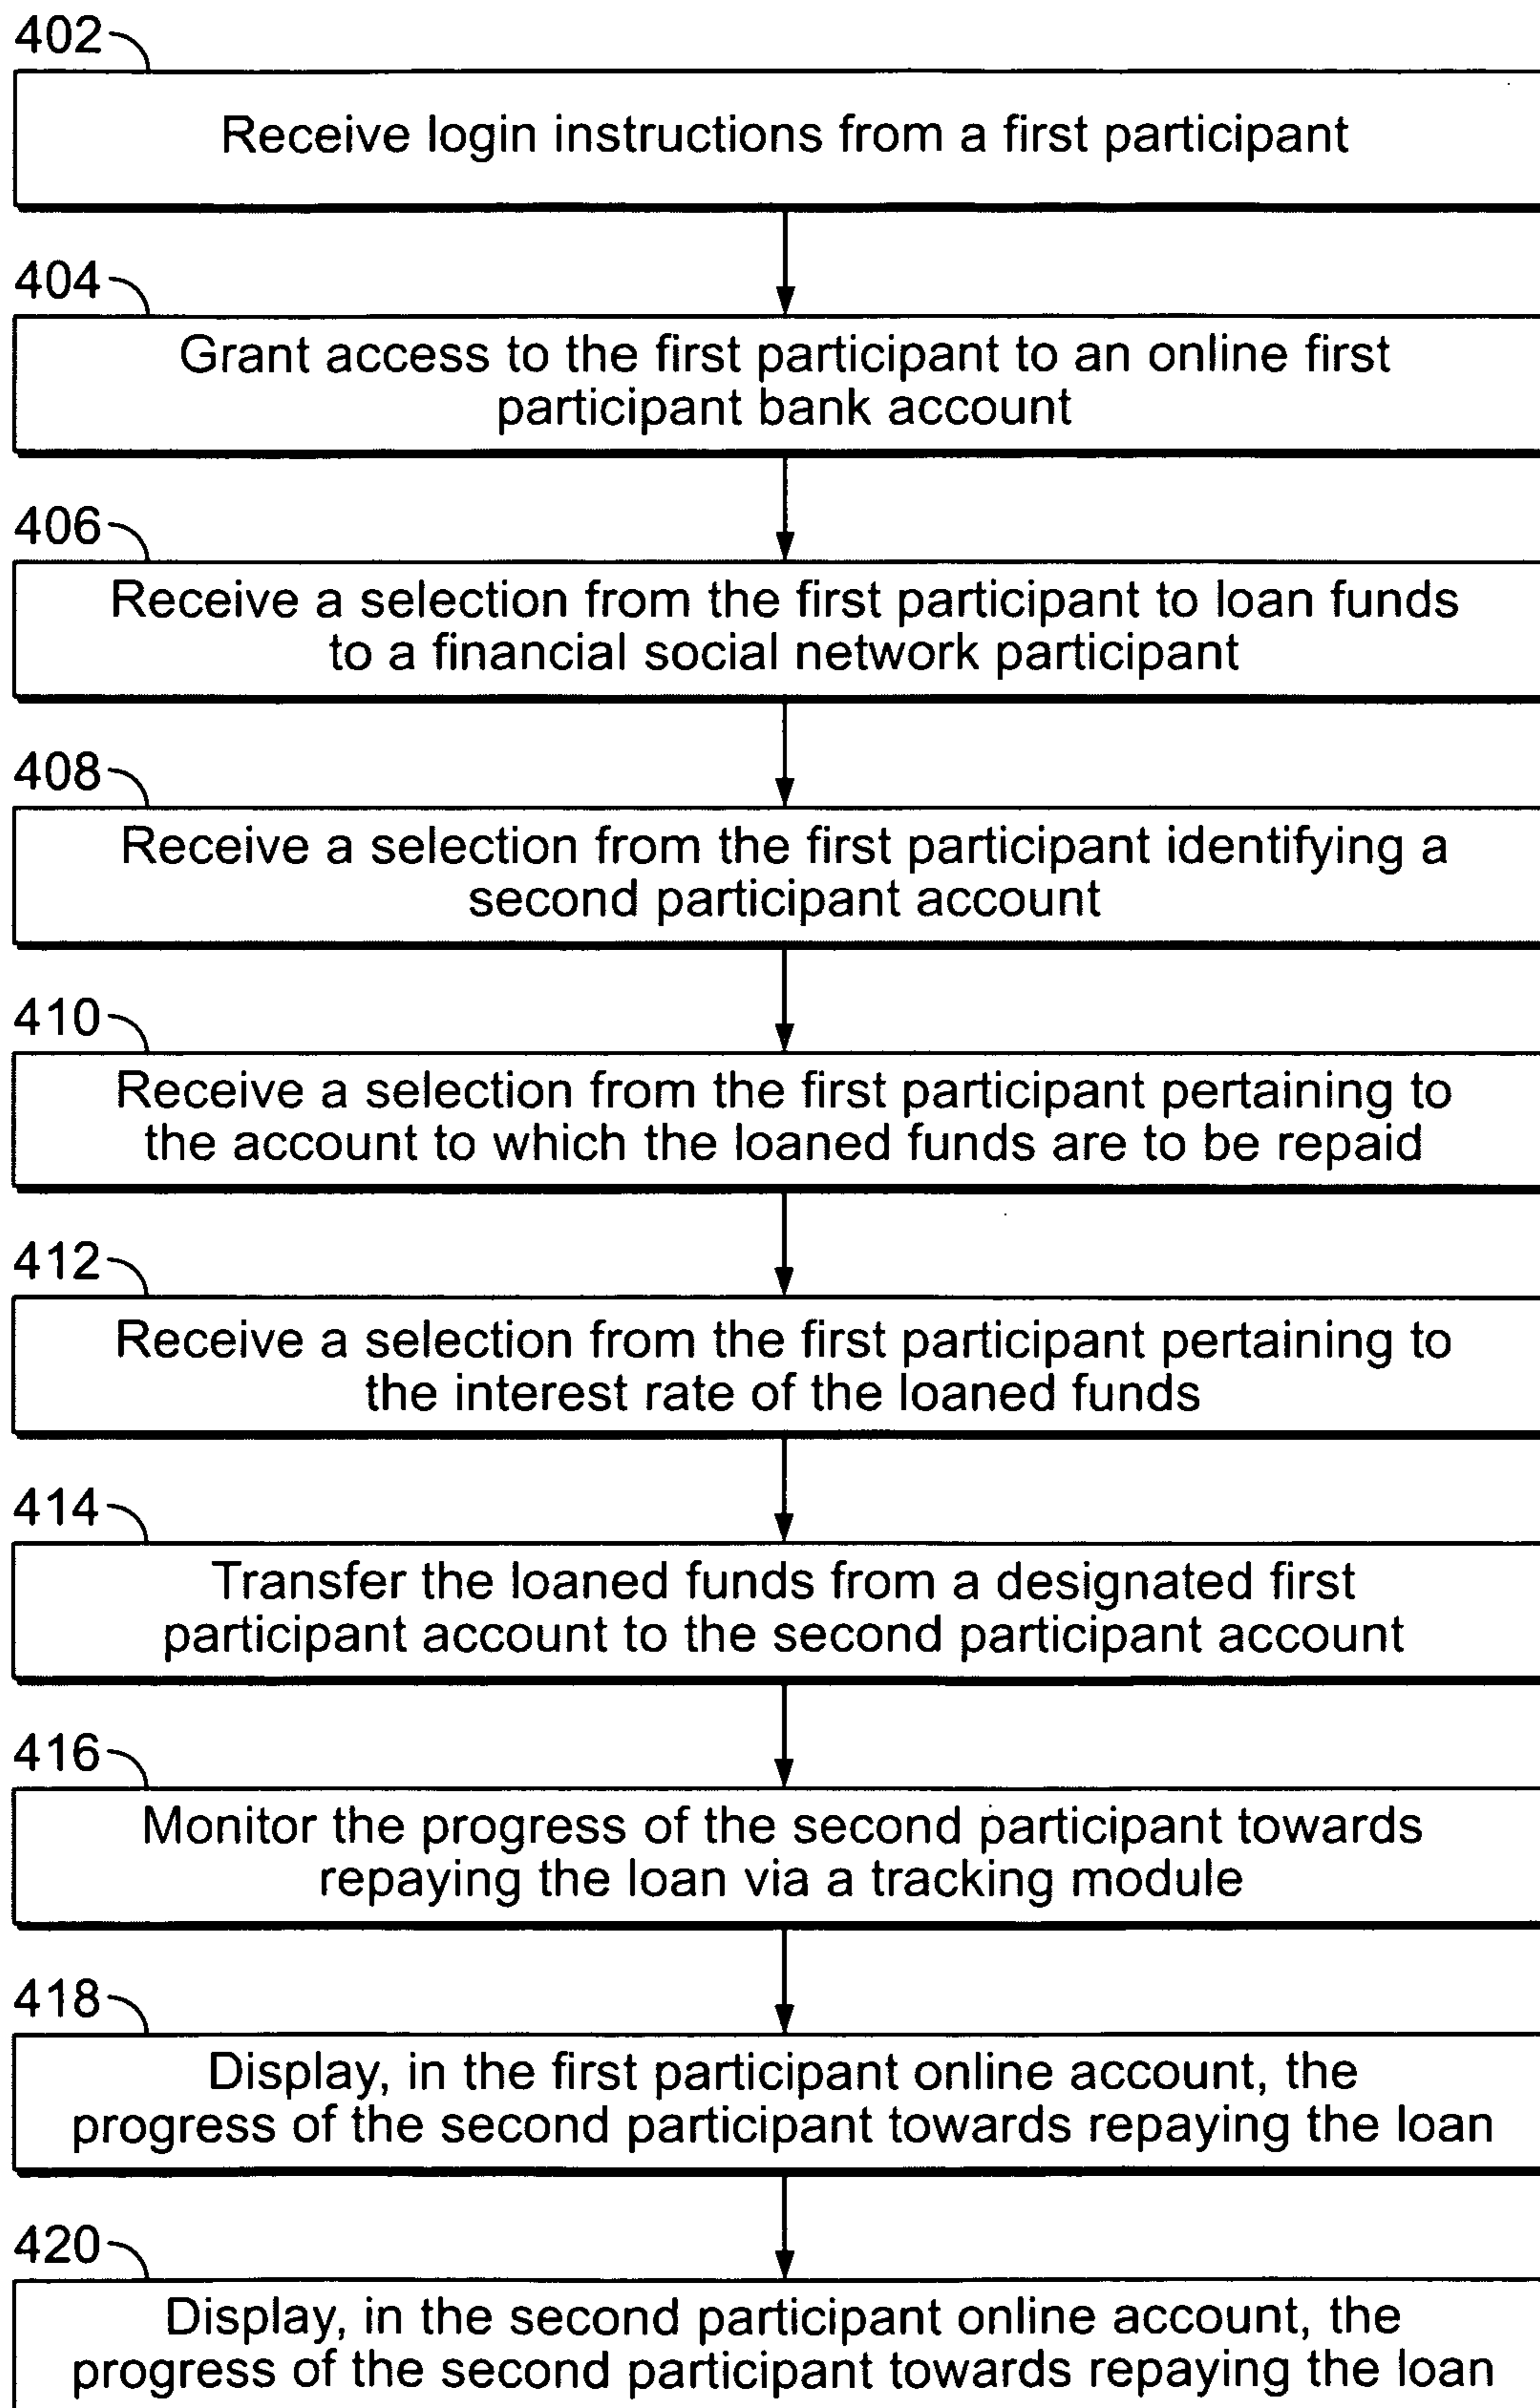 402
Receive login instructions from a first participant
404
Grant access to the first participant to an online first
participant bank account
406
Receive a selection from the first participant to loan funds
to a financial social network participant
408
Receive a selection from the first participant identifying a
second participant account
410
Receive a selection from the first participant pertaining to
the account to which the loaned funds are to be repaid
412
Receive a selection from the first participant pertaining to
the interest rate of the loaned funds
414
Transfer the loaned funds from a designated first
participant account to the second participant account
416
Monitor the progress of the second participant towards
repaying the loan via a tracking module
418
Display, in the first participant online account, the
progress of the second participant towards repaying the loan
420
Display, in the second participant online account, the
progress of the second participant towards repaying the loan